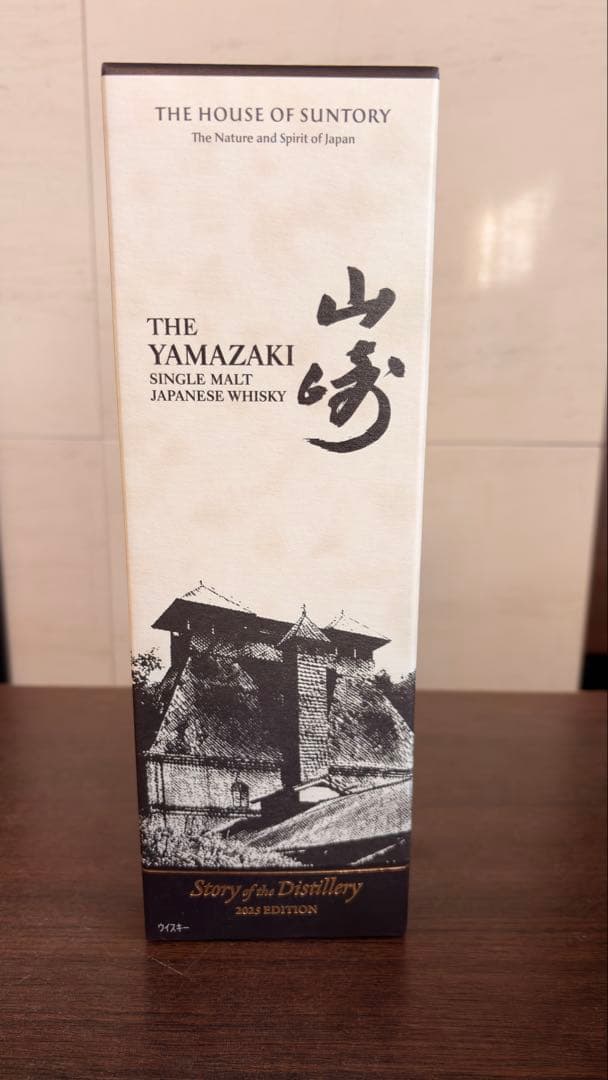 THE HOUSE OF SUNTORY
The Nature and Spirit of Japan
山崎
THE
YAMAZAKI
SINGLE MALT
JAPANESE WHISKY
Story of the Distillery
2025 EDITION
ウイスキー